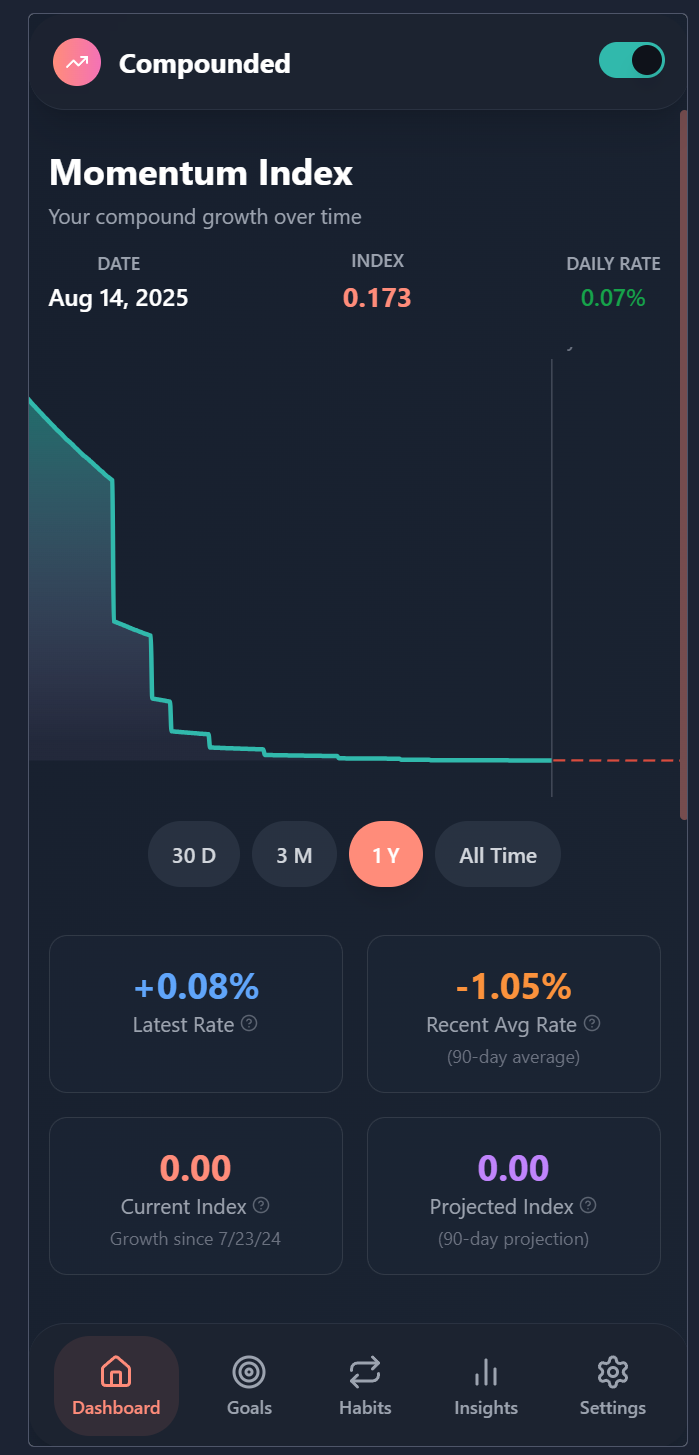 Compounded
Momentum Index
Your compound growth over time
DATE
Aug 14, 2025
INDEX
0.173
DAILY RATE
0.07%
30 D
3 M
1 Y
All Time
+0.08%
Latest Rate
-1.05%
Recent Avg Rate
(90-day average)
0.00
Current Index
Growth since 7/23/24
0.00
Projected Index
(90-day projection)
Dashboard
Goals
Habits
Insights
Settings